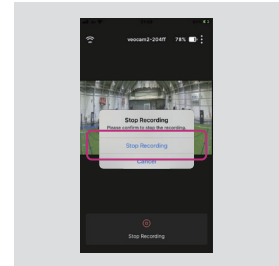 veocam2-204ff 78%
Stop Recording
Please confirm to stop the recording.
Stop Recording
Cancel
Stop Recording